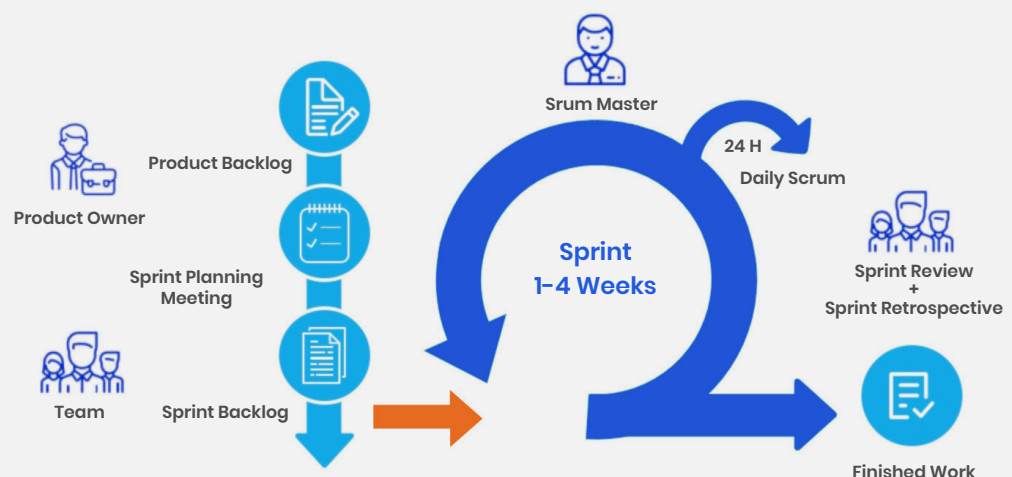 Srum Master
24 H
Daily Scrum
Product Backlog
Product Owner
Sprint Planning
Meeting
Sprint
1-4 Weeks
Sprint Review
+
Sprint Retrospective
Team
Sprint Backlog
Finished Work